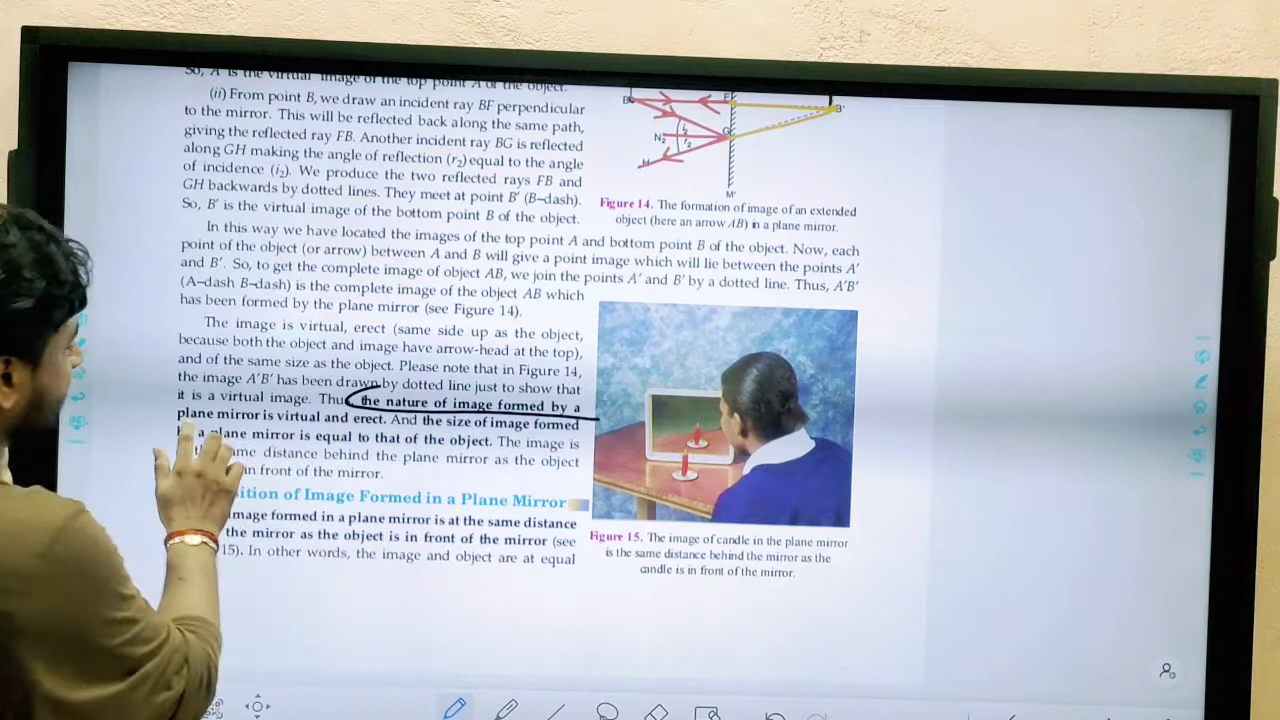 So, A′ is the virtual image of the top point A of the object.
(ii) From point B, we draw an incident ray BF perpendicular
to the mirror. This will be reflected back along the same path,
giving the reflected ray FB. Another incident ray BG is reflected
along GH making the angle of reflection (r₂) equal to the angle
of incidence (i₂). We produce the two reflected rays FB and
GH backwards by dotted lines. They meet at point B′ (B–dash).
So, B′ is the virtual image of the bottom point B of the object.
B F B′
N₂ i₂ r₂ G
H
M′
Figure 14. The formation of image of an extended
object (here an arrow AB) in a plane mirror.
In this way we have located the images of the top point A and bottom point B of the object. Now, each
point of the object (or arrow) between A and B will give a point image which will lie between the points A′
and B′. So, to get the complete image of object AB, we join the points A′ and B′ by a dotted line. Thus, A′B′
(A–dash B–dash) is the complete image of the object AB which
has been formed by the plane mirror (see Figure 14).
The image is virtual, erect (same side up as the object,
because both the object and image have arrow-head at the top),
and of the same size as the object. Please note that in Figure 14,
the image A′B′ has been drawn by dotted line just to show that
it is a virtual image. Thus, the nature of image formed by a
plane mirror is virtual and erect. And the size of image formed
a plane mirror is equal to that of the object. The image is
same distance behind the plane mirror as the object
in front of the mirror.
sition of Image Formed in a Plane Mirror
image formed in a plane mirror is at the same distance
the mirror as the object is in front of the mirror (see
15). In other words, the image and object are at equal
Figure 15. The image of candle in the plane mirror
is the same distance behind the mirror as the
candle is in front of the mirror.